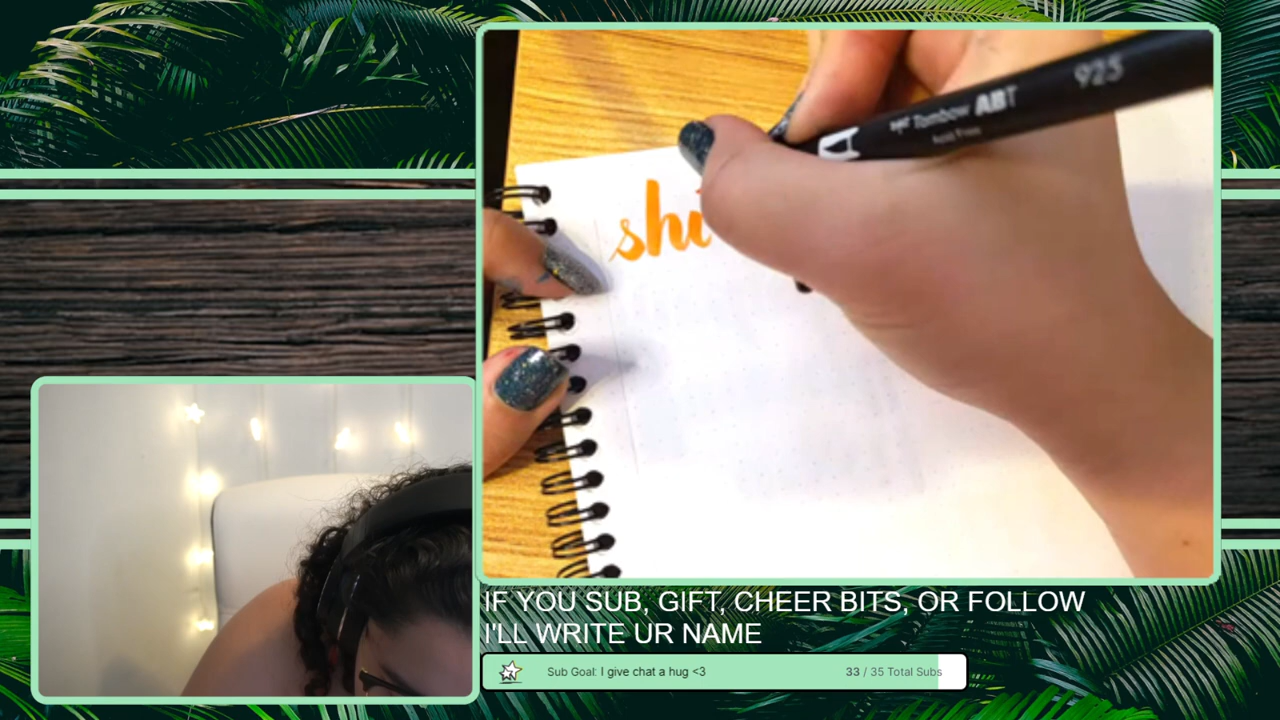 925
Tombow ABT
shi
IF YOU SUB, GIFT, CHEER BITS, OR FOLLOW
I'LL WRITE UR NAME
Sub Goal: I give chat a hug <3
33 / 35 Total Subs